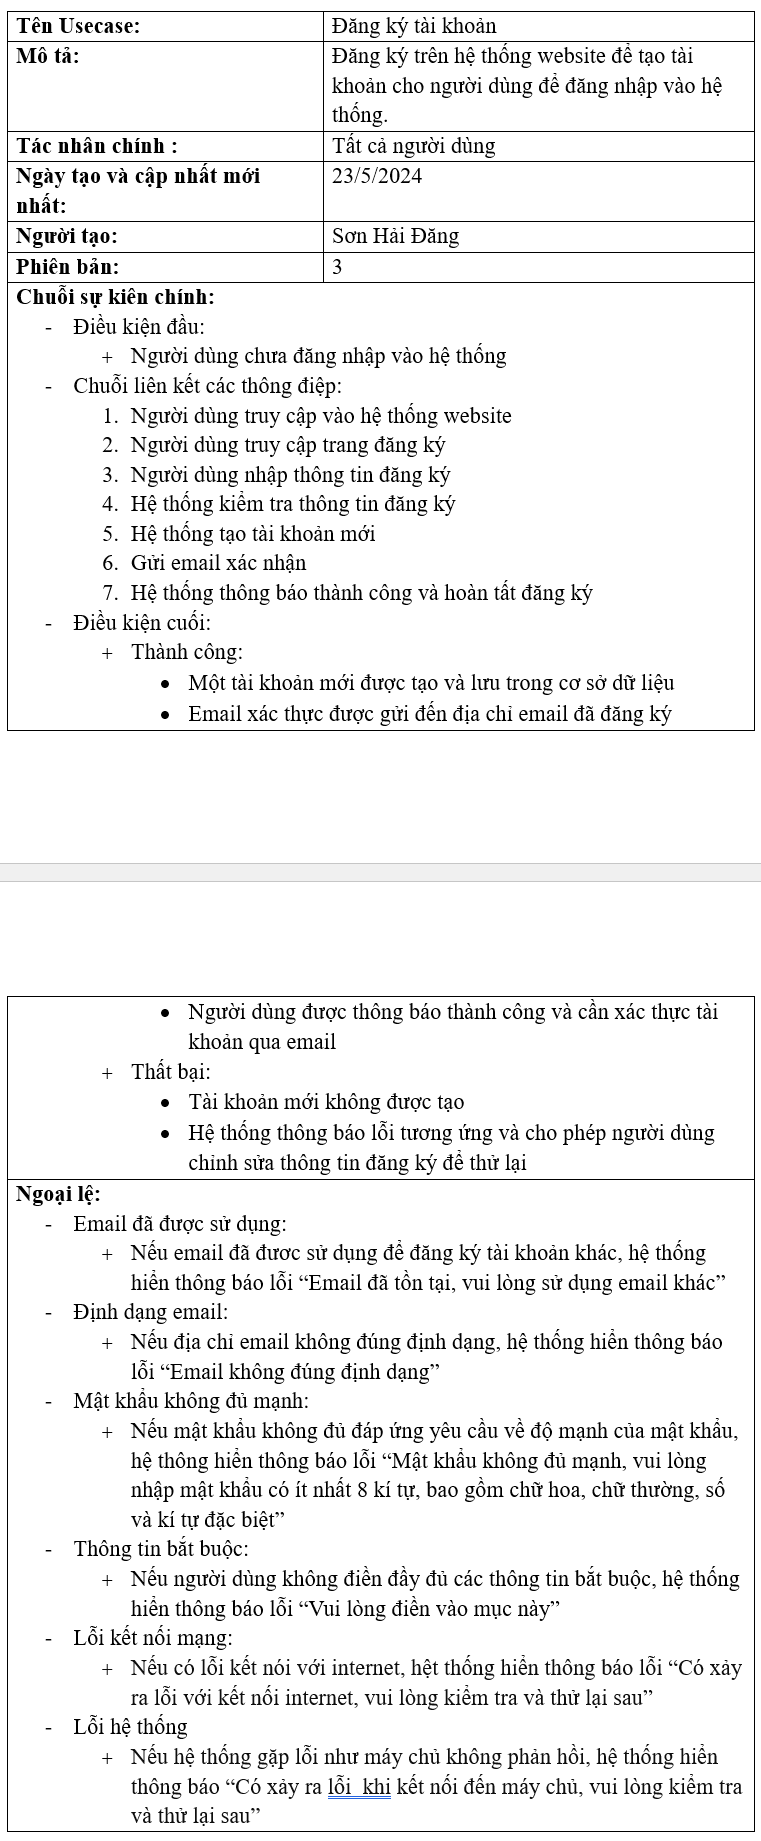 Tên Usecase: Đăng ký tài khoản
Mô tả: Đăng ký trên hệ thống website để tạo tài
khoản cho người dùng để đăng nhập vào hệ
thống.
Tác nhân chính : Tất cả người dùng
Ngày tạo và cập nhất mới 23/5/2024
nhất:
Người tạo: Sơn Hải Đăng
Phiên bản: 3
Chuỗi sự kiên chính:
- Điều kiện đầu:
+ Người dùng chưa đăng nhập vào hệ thống
- Chuỗi liên kết các thông điệp:
1. Người dùng truy cập vào hệ thống website
2. Người dùng truy cập trang đăng ký
3. Người dùng nhập thông tin đăng ký
4. Hệ thống kiểm tra thông tin đăng ký
5. Hệ thống tạo tài khoản mới
6. Gửi email xác nhận
7. Hệ thống thông báo thành công và hoàn tất đăng ký
- Điều kiện cuối:
+ Thành công:
• Một tài khoản mới được tạo và lưu trong cơ sở dữ liệu
• Email xác thực được gửi đến địa chỉ email đã đăng ký
• Người dùng được thông báo thành công và cần xác thực tài
khoản qua email
+ Thất bại:
• Tài khoản mới không được tạo
• Hệ thống thông báo lỗi tương ứng và cho phép người dùng
chỉnh sửa thông tin đăng ký để thử lại
Ngoại lệ:
- Email đã được sử dụng:
+ Nếu email đã đươc sử dụng để đăng ký tài khoản khác, hệ thống
hiển thông báo lỗi “Email đã tồn tại, vui lòng sử dụng email khác”
- Định dạng email:
+ Nếu địa chỉ email không đúng định dạng, hệ thống hiển thông báo
lỗi “Email không đúng định dạng”
- Mật khẩu không đủ mạnh:
+ Nếu mật khẩu không đủ đáp ứng yêu cầu về độ mạnh của mật khẩu,
hệ thông hiển thông báo lỗi “Mật khẩu không đủ mạnh, vui lòng
nhập mật khẩu có ít nhất 8 kí tự, bao gồm chữ hoa, chữ thường, số
và kí tự đặc biệt”
- Thông tin bắt buộc:
+ Nếu người dùng không điền đầy đủ các thông tin bắt buộc, hệ thống
hiển thông báo lỗi “Vui lòng điền vào mục này”
- Lỗi kết nối mạng:
+ Nếu có lỗi kết nói với internet, hệt thống hiển thông báo lỗi “Có xảy
ra lỗi với kết nối internet, vui lòng kiểm tra và thử lại sau”
- Lỗi hệ thống
+ Nếu hệ thống gặp lỗi như máy chủ không phản hồi, hệ thống hiển
thông báo “Có xảy ra lỗi  khi kết nối đến máy chủ, vui lòng kiểm tra
và thử lại sau”